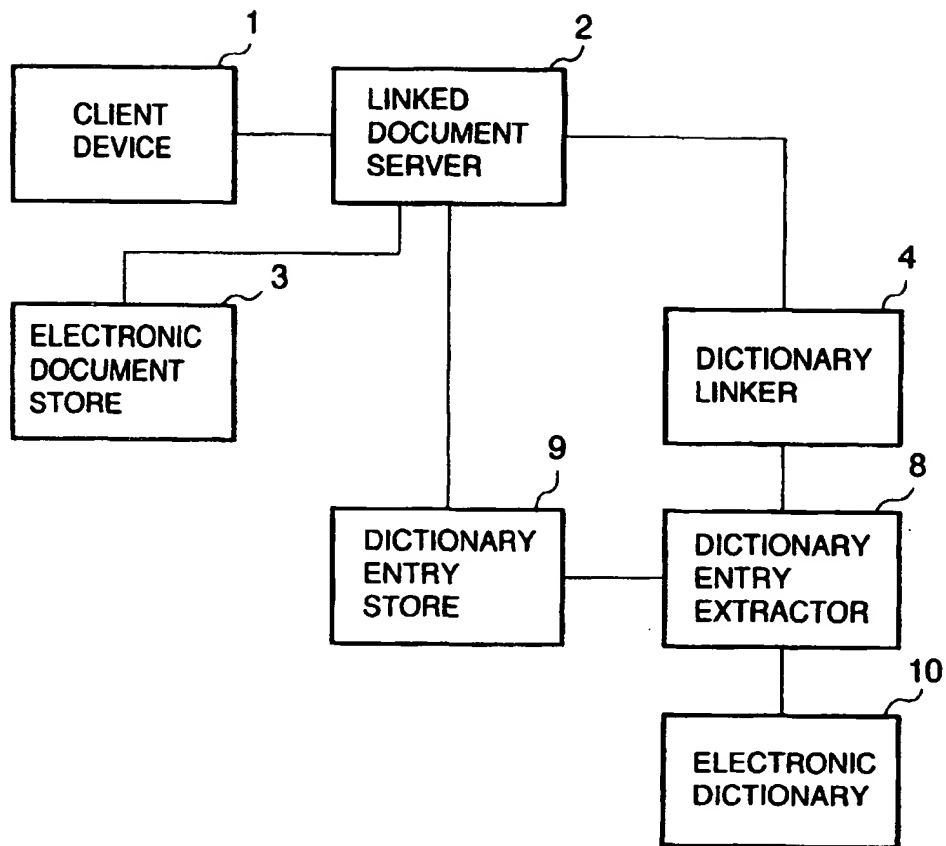 1
CLIENT
DEVICE
2
LINKED
DOCUMENT
SERVER
3
ELECTRONIC
DOCUMENT
STORE
4
DICTIONARY
LINKER
9
DICTIONARY
ENTRY
STORE
8
DICTIONARY
ENTRY
EXTRACTOR
10
ELECTRONIC
DICTIONARY